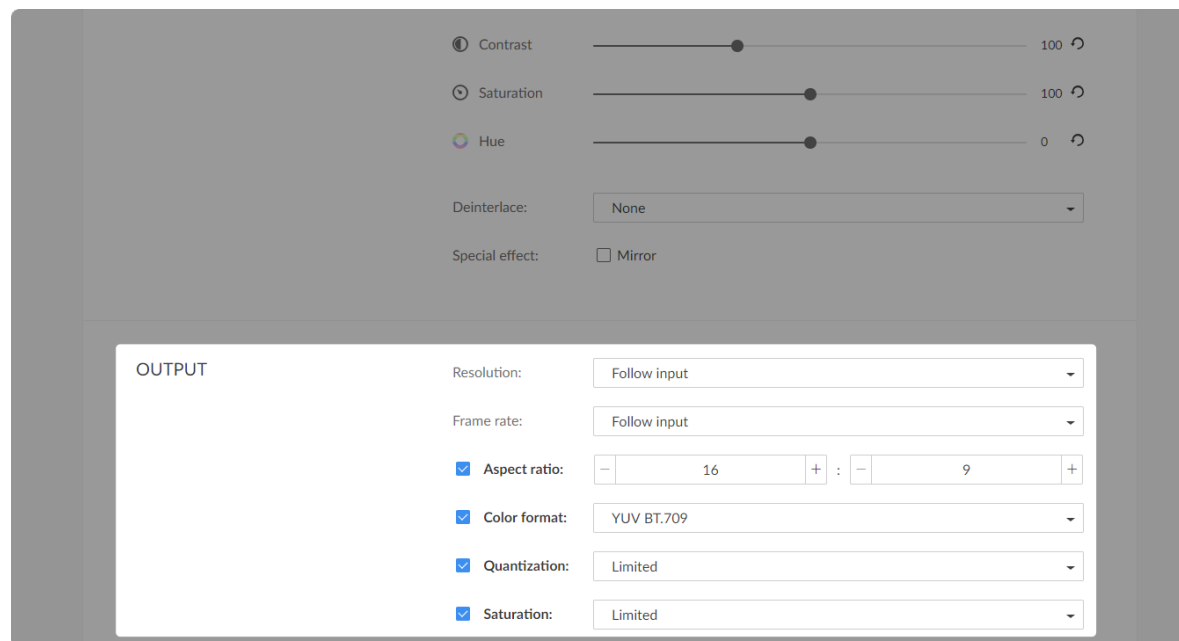 Contrast 100
Saturation 100
Hue 0
Deinterlace: None
Special effect: Mirror
OUTPUT Resolution: Follow input
Frame rate: Follow input
Aspect ratio: − 16 + : − 9 +
Color format: YUV BT.709
Quantization: Limited
Saturation: Limited